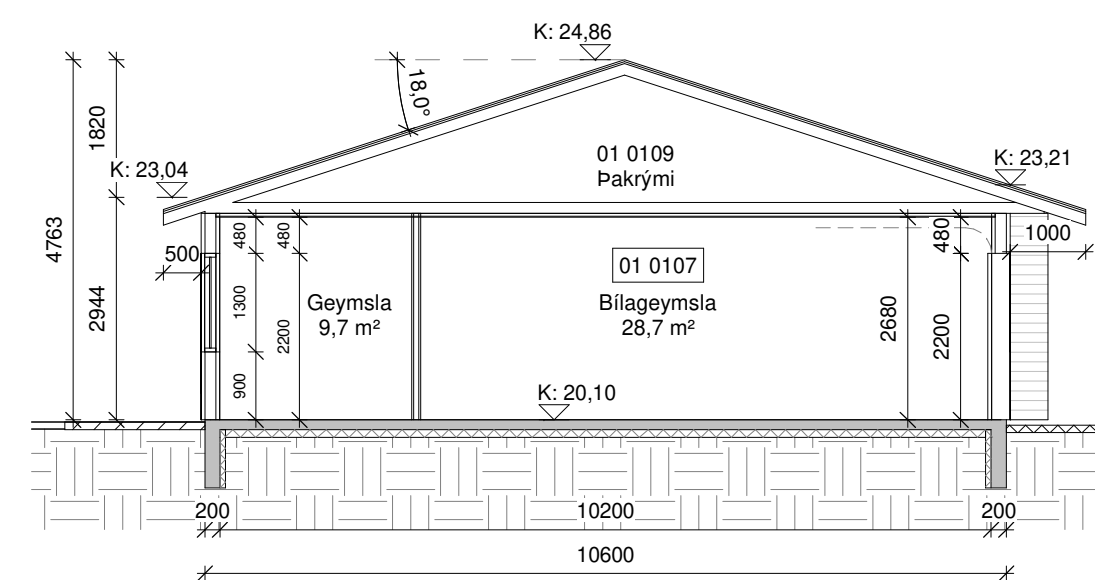 K: 24,86
18,0°
1820
K: 23,04
01 0109
Þakrými
K: 23,21
4763
2944
500
480
480
1300
2200
900
Geymsla
9,7 m²
01 0107
Bílageymsla
28,7 m²
2680
480
2200
1000
K: 20,10
200
10200
200
10600